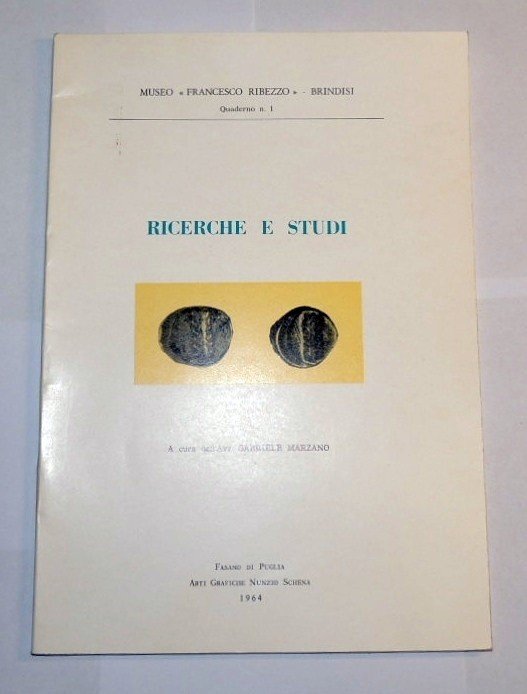 MUSEO « FRANCESCO RIBEZZO » - BRINDISI
Quaderno n. 1
RICERCHE E STUDI
A cura dell'Avv GABRIELE MARZANO
FASANO DI PUGLIA
ARTI GRAFICHE NUNZIO SCHENA
1964